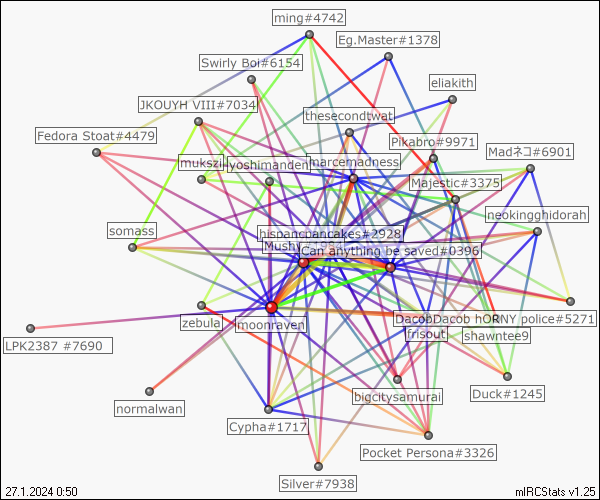 ming#4742
Eg.Master#1378
Swirly Boi#6154
eliakith
JKOUYH VIII#7034
thesecondtwat
Fedora Stoat#4479
Pikabro#9971
Madネコ#6901
mukszi
yoshimanden
marcemadness
Majestic#3375
neokingghidorah
somass
hispancpancakes#2928
Mushy
Can anything be saved#0396
zebula
moonraven
DacobDacob hORNY police#5271
frisout
shawntee9
LPK2387 #7690
Duck#1245
bigcitysamurai
normalwan
Cypha#1717
Pocket Persona#3326
Silver#7938
27.1.2024 0:50
mIRCStats v1.25